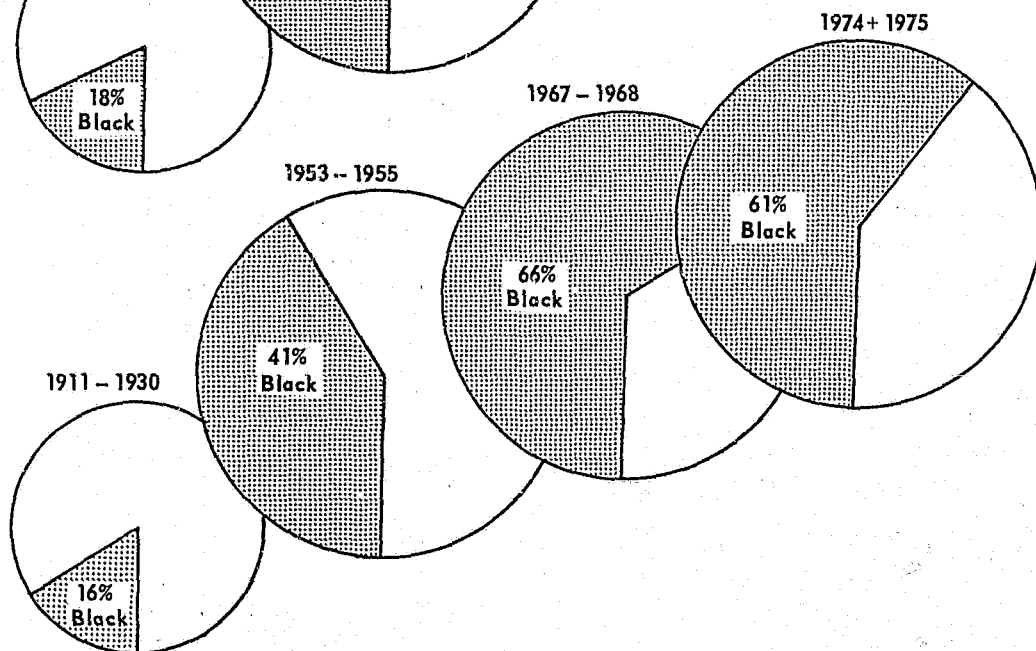 1974+ 1975
18%
Black
1967 – 1968
1953 -- 1955
61%
Black
66%
Black
41%
Black
1911 – 1930
16%
Black